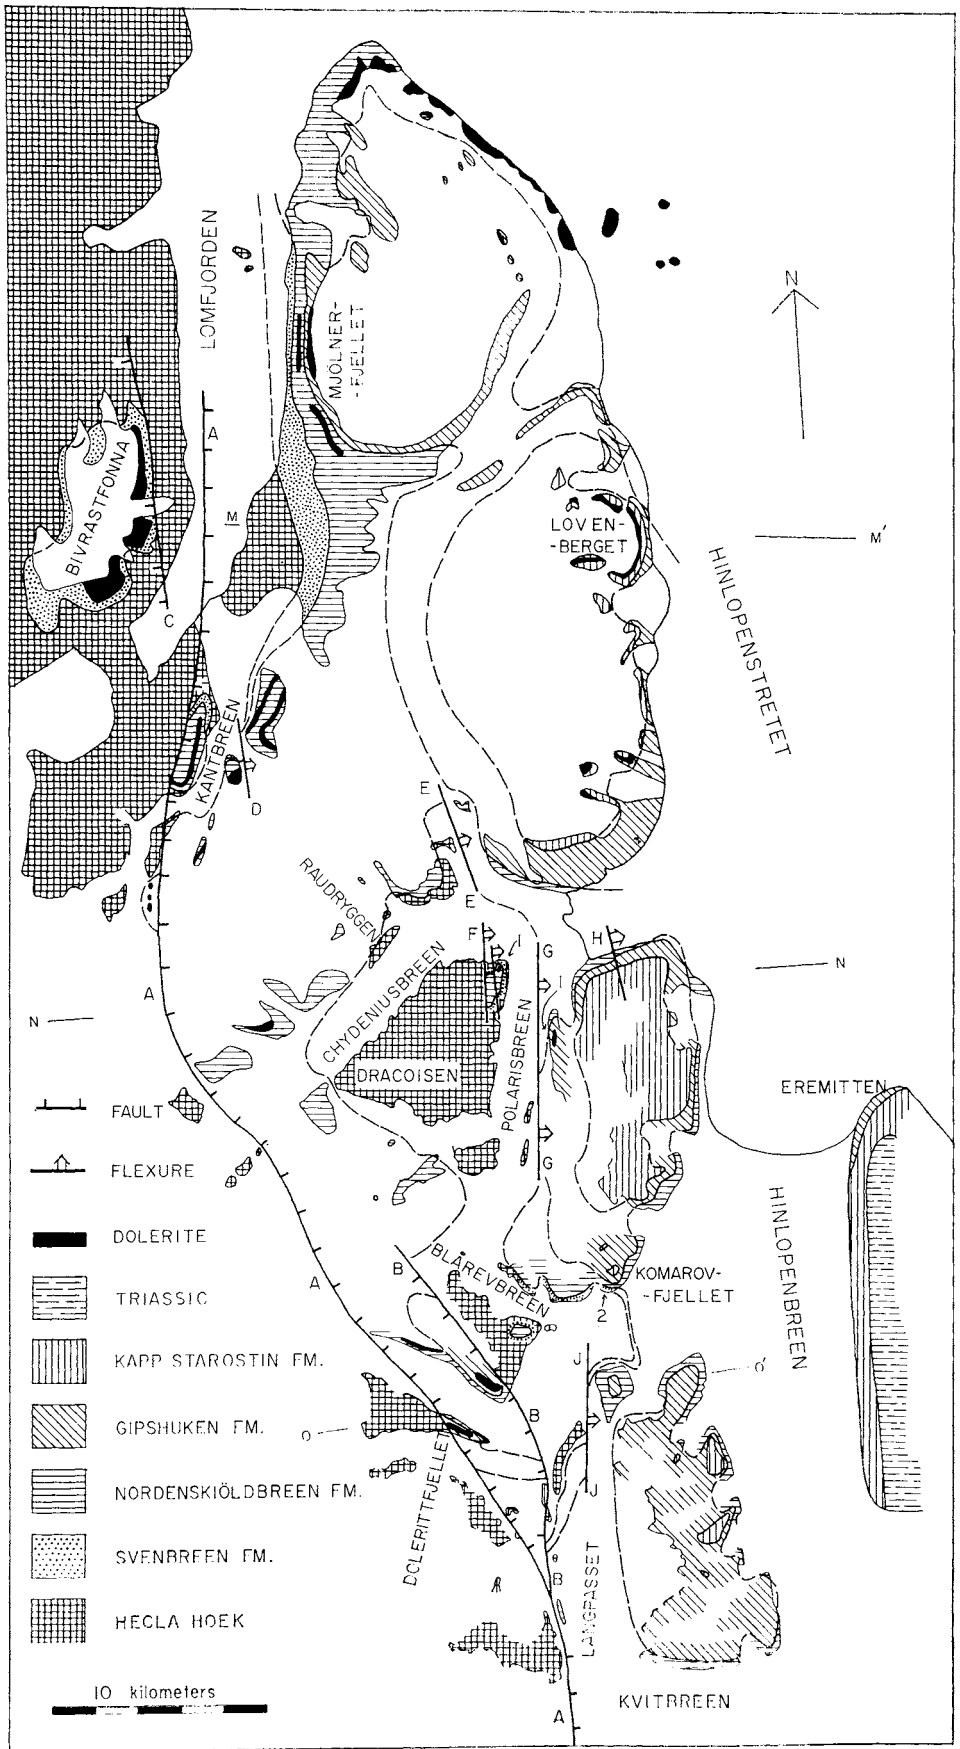 LOMFJORDEN
N
MJÖLNER-
-FJELLET
A
BIVRASTFONNA
M
LOVEN-
-BERGET
M'
HINLOPENSTRETET
C
KANTBREEN
D
E
RAUDRYGGEN
E
F
I
G
H
N
CHYDENIUSBREEN
POLARISBREEN
I
A
N
DRACOISEN
EREMITTEN
FAULT
FLEXURE
G
DOLERITE
HINLOPENBREEN
TRIASSIC
A
B
BLÅREVBREEN
KOMAROV-
-FJELLET
2
KAPP STAROSTIN FM.
J
O'
GIPSHUKEN FM.
O
B
DOLERITTFJELLET
NORDENSKIÖLDBREEN FM.
J
SVENBREEN FM.
B
LANGPASSET
HECLA HOEK
10 kilometers
A
KVITBREEN